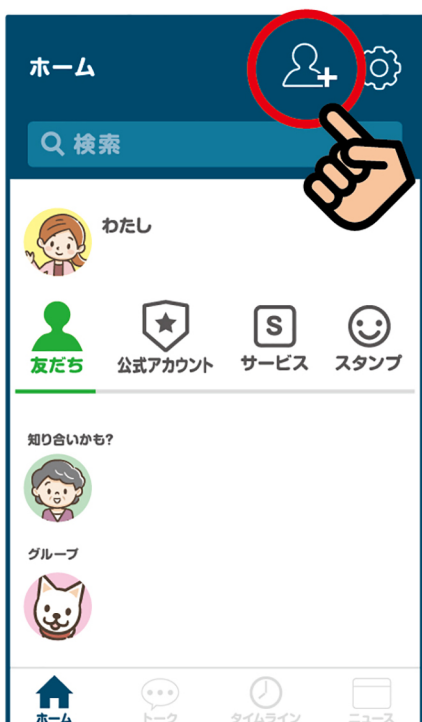 ホーム
検索
わたし
友だち 公式アカウント サービス スタンプ
知り合いかも?
グループ
ホーム トーク タイムライン ニュース